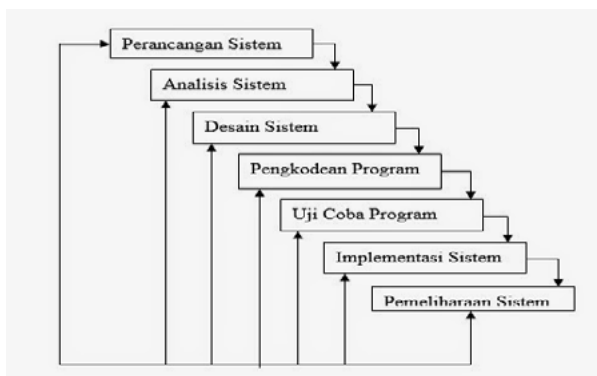 Perancangan Sistem
Analisis Sistem
Desain Sistem
Pengkodean Program
Uji Coba Program
Implementasi Sistem
Pemeliharaan Sistem